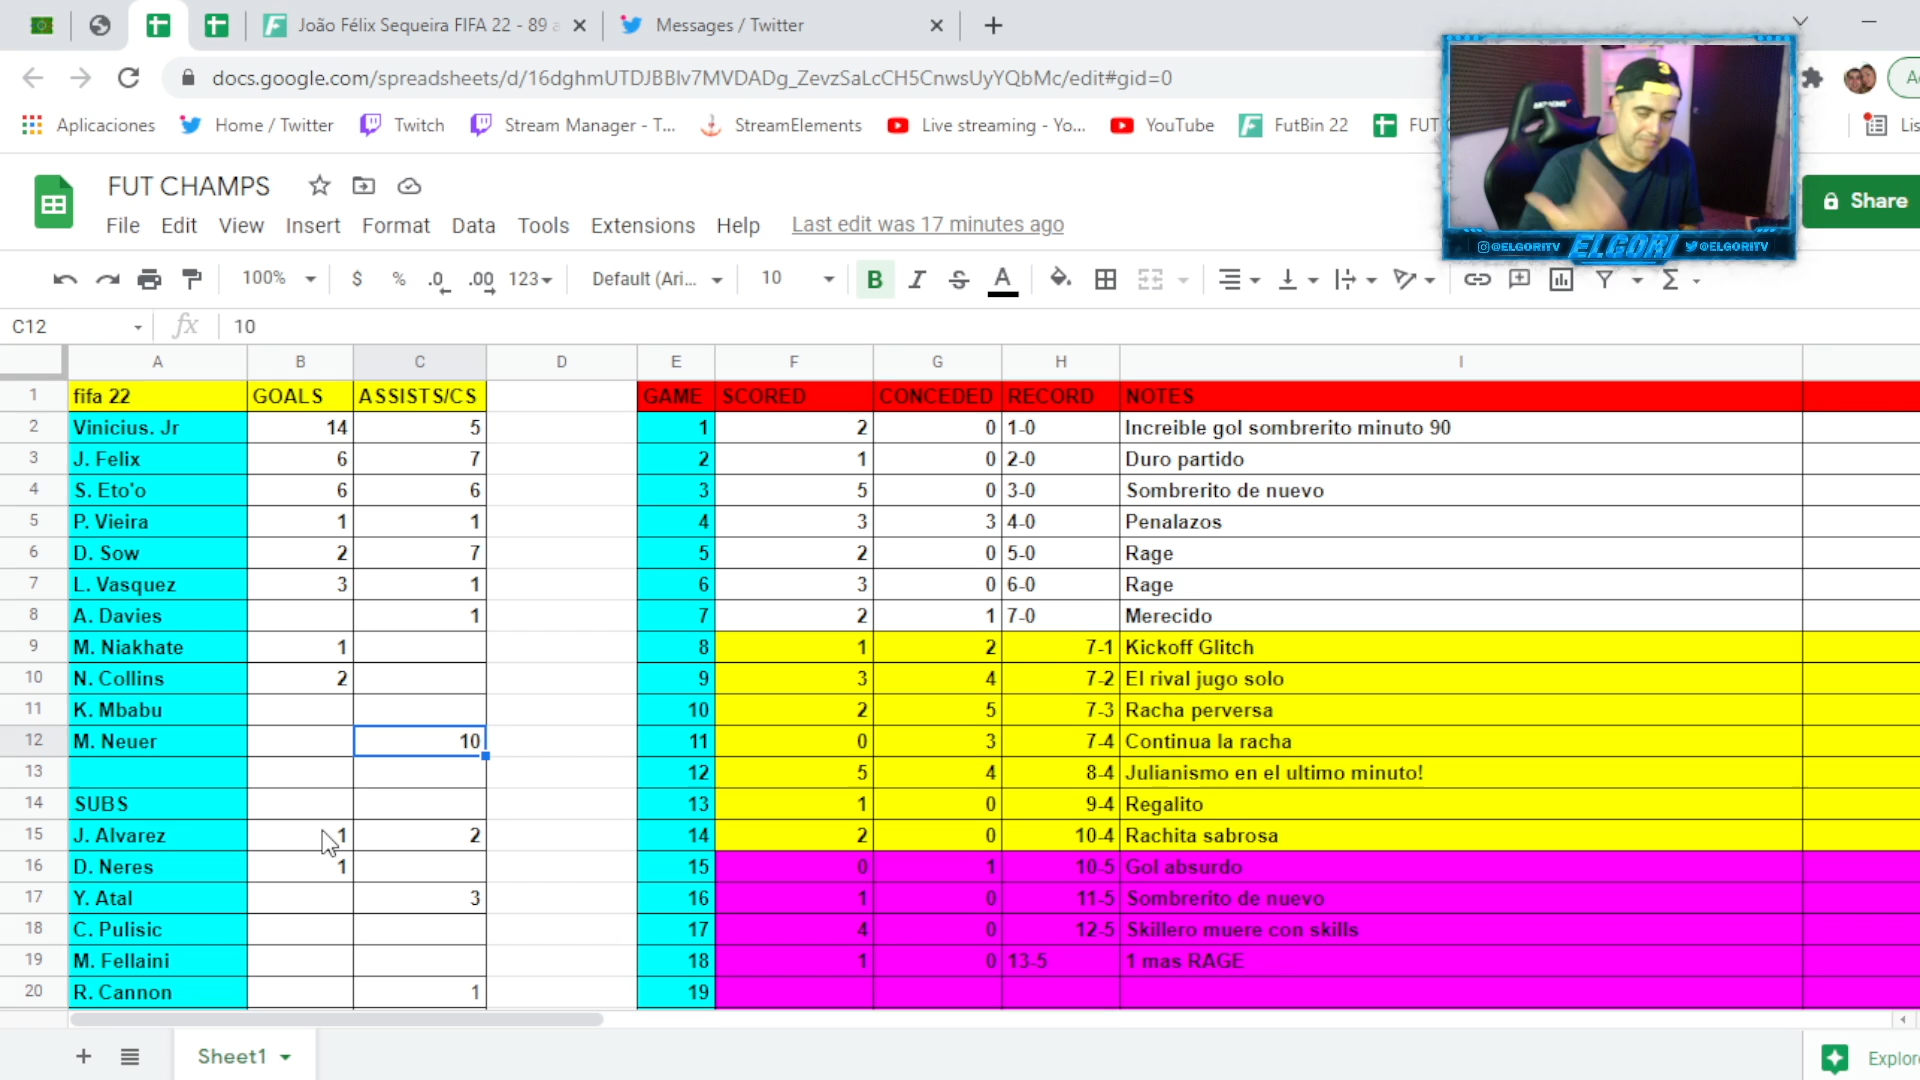 João Félix Sequeira FIFA 22 - 89
Messages / Twitter
docs.google.com/spreadsheets/d/16dghmUTDJBBlv7MVDADg_ZevzSaLcCH5CnwsUyYQbMc/edit#gid=0
Aplicaciones Home / Twitter Twitch Stream Manager - T... StreamElements Live streaming - Yo... YouTube FutBin 22 FUT
FUT CHAMPS
Share
File Edit View Insert Format Data Tools Extensions Help Last edit was 17 minutes ago
@ELGORITV ELGORI @ELGORITV
100% $ % .0 .00 123 Default (Ari... 10 B I S A
C12 fx 10
A B C D E F G H I
1 fifa 22 GOALS ASSISTS/CS GAME SCORED CONCEDED RECORD NOTES
2 Vinicius. Jr 14 5 1 2 0 1-0 Increible gol sombrerito minuto 90
3 J. Felix 6 7 2 1 0 2-0 Duro partido
4 S. Eto'o 6 6 3 5 0 3-0 Sombrerito de nuevo
5 P. Vieira 1 1 4 3 3 4-0 Penalazos
6 D. Sow 2 7 5 2 0 5-0 Rage
7 L. Vasquez 3 1 6 3 0 6-0 Rage
8 A. Davies 1 7 2 1 7-0 Merecido
9 M. Niakhate 1 8 1 2 7-1 Kickoff Glitch
10 N. Collins 2 9 3 4 7-2 El rival jugo solo
11 K. Mbabu 10 2 5 7-3 Racha perversa
12 M. Neuer 10 11 0 3 7-4 Continua la racha
13 12 5 4 8-4 Julianismo en el ultimo minuto!
14 SUBS 13 1 0 9-4 Regalito
15 J. Alvarez 1 2 14 2 0 10-4 Rachita sabrosa
16 D. Neres 1 15 0 1 10-5 Gol absurdo
17 Y. Atal 3 16 1 0 11-5 Sombrerito de nuevo
18 C. Pulisic 17 4 0 12-5 Skillero muere con skills
19 M. Fellaini 18 1 0 13-5 1 mas RAGE
20 R. Cannon 1 19
Sheet1